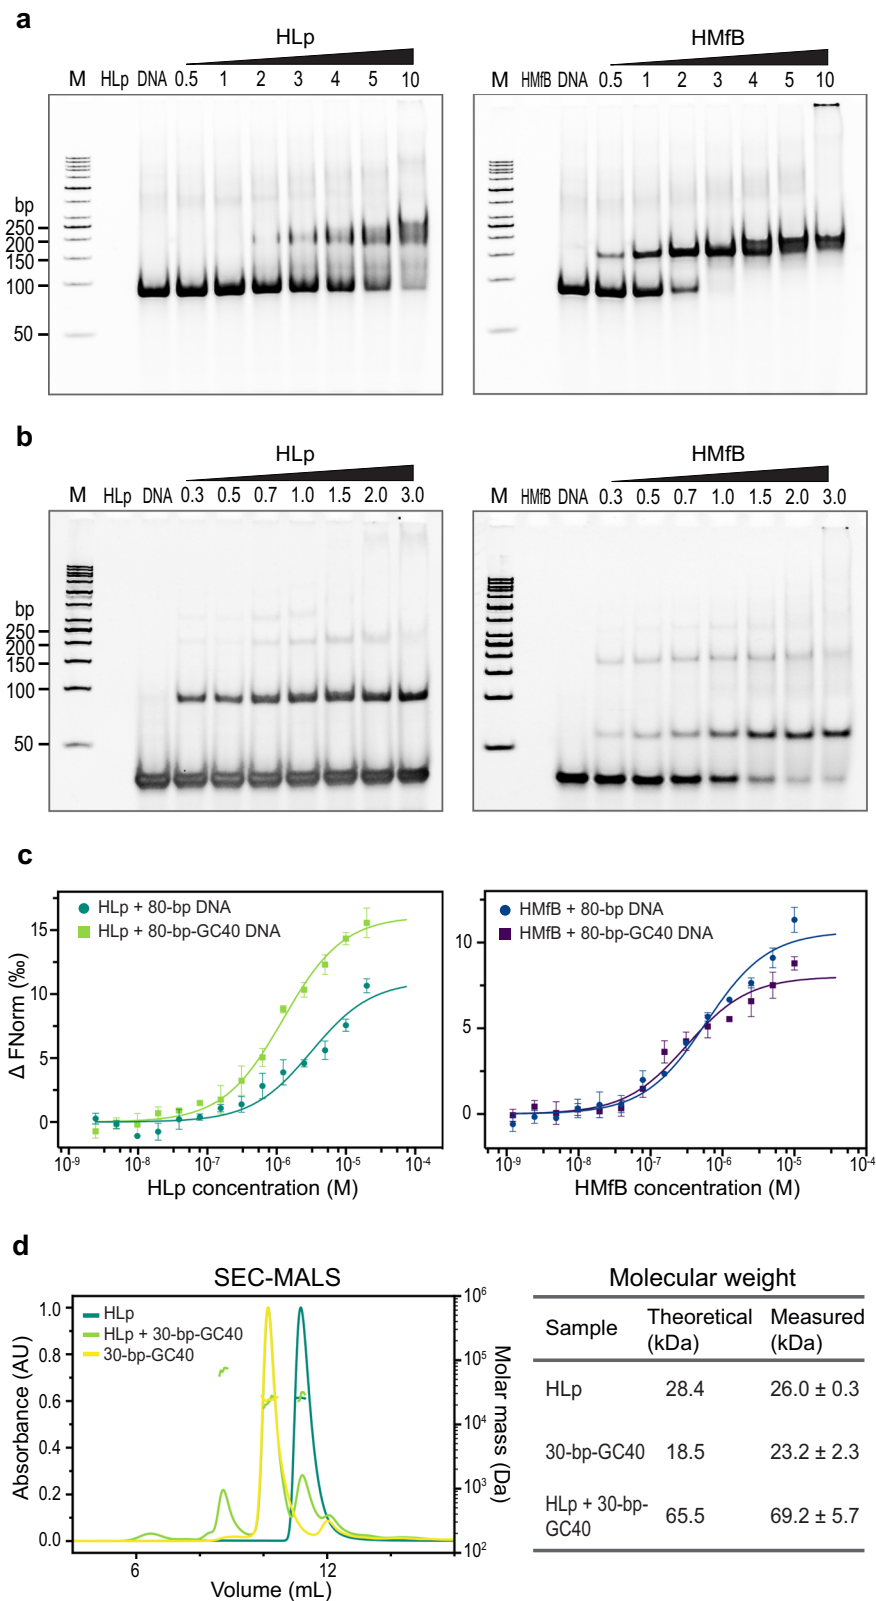 a
HLp
M HLp DNA 0.5 1 2 3 4 5 10
bp
250
200
150
100
50
HMfB
M HMfB DNA 0.5 1 2 3 4 5 10
b
HLp
M HLp DNA 0.3 0.5 0.7 1.0 1.5 2.0 3.0
bp
250
200
150
100
50
HMfB
M HMfB DNA 0.3 0.5 0.7 1.0 1.5 2.0 3.0
c
HLp + 80-bp DNA
HLp + 80-bp-GC40 DNA
Δ FNorm (‰)
15
10
5
0
10⁻⁹ 10⁻⁸ 10⁻⁷ 10⁻⁶ 10⁻⁵ 10⁻⁴
HLp concentration (M)
HMfB + 80-bp DNA
HMfB + 80-bp-GC40 DNA
10
5
0
10⁻⁹ 10⁻⁸ 10⁻⁷ 10⁻⁶ 10⁻⁵ 10⁻⁴
HMfB concentration (M)
d
SEC-MALS
HLp
HLp + 30-bp-GC40
30-bp-GC40
Absorbance (AU)
1.0
0.8
0.6
0.4
0.2
0.0
6 12
Volume (mL)
10⁶
10⁵
10⁴
10³
10²
Molar mass (Da)
Molecular weight
Sample Theoretical (kDa) Measured (kDa)
HLp 28.4 26.0 ± 0.3
30-bp-GC40 18.5 23.2 ± 2.3
HLp + 30-bp-GC40 65.5 69.2 ± 5.7